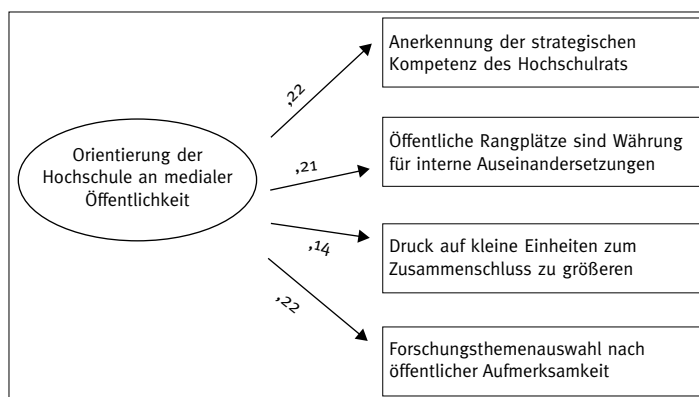 Orientierung der
Hochschule an medialer
Öffentlichkeit
,22
,21
,14
,22
Anerkennung der strategischen
Kompetenz des Hochschulrats
Öffentliche Rangplätze sind Währung
für interne Auseinandersetzungen
Druck auf kleine Einheiten zum
Zusammenschluss zu größeren
Forschungsthemenauswahl nach
öffentlicher Aufmerksamkeit